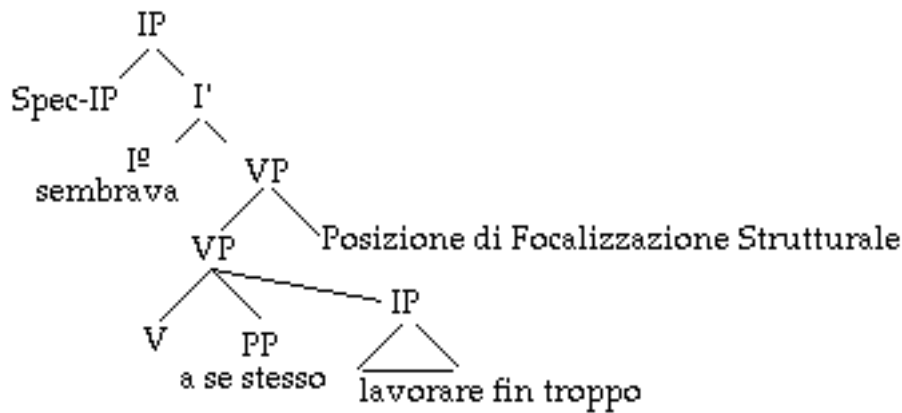 IP
Spec-IP I'
Iº VP
sembrava
VP Posizione di Focalizzazione Strutturale
IP
V PP
a se stesso lavorare fin troppo